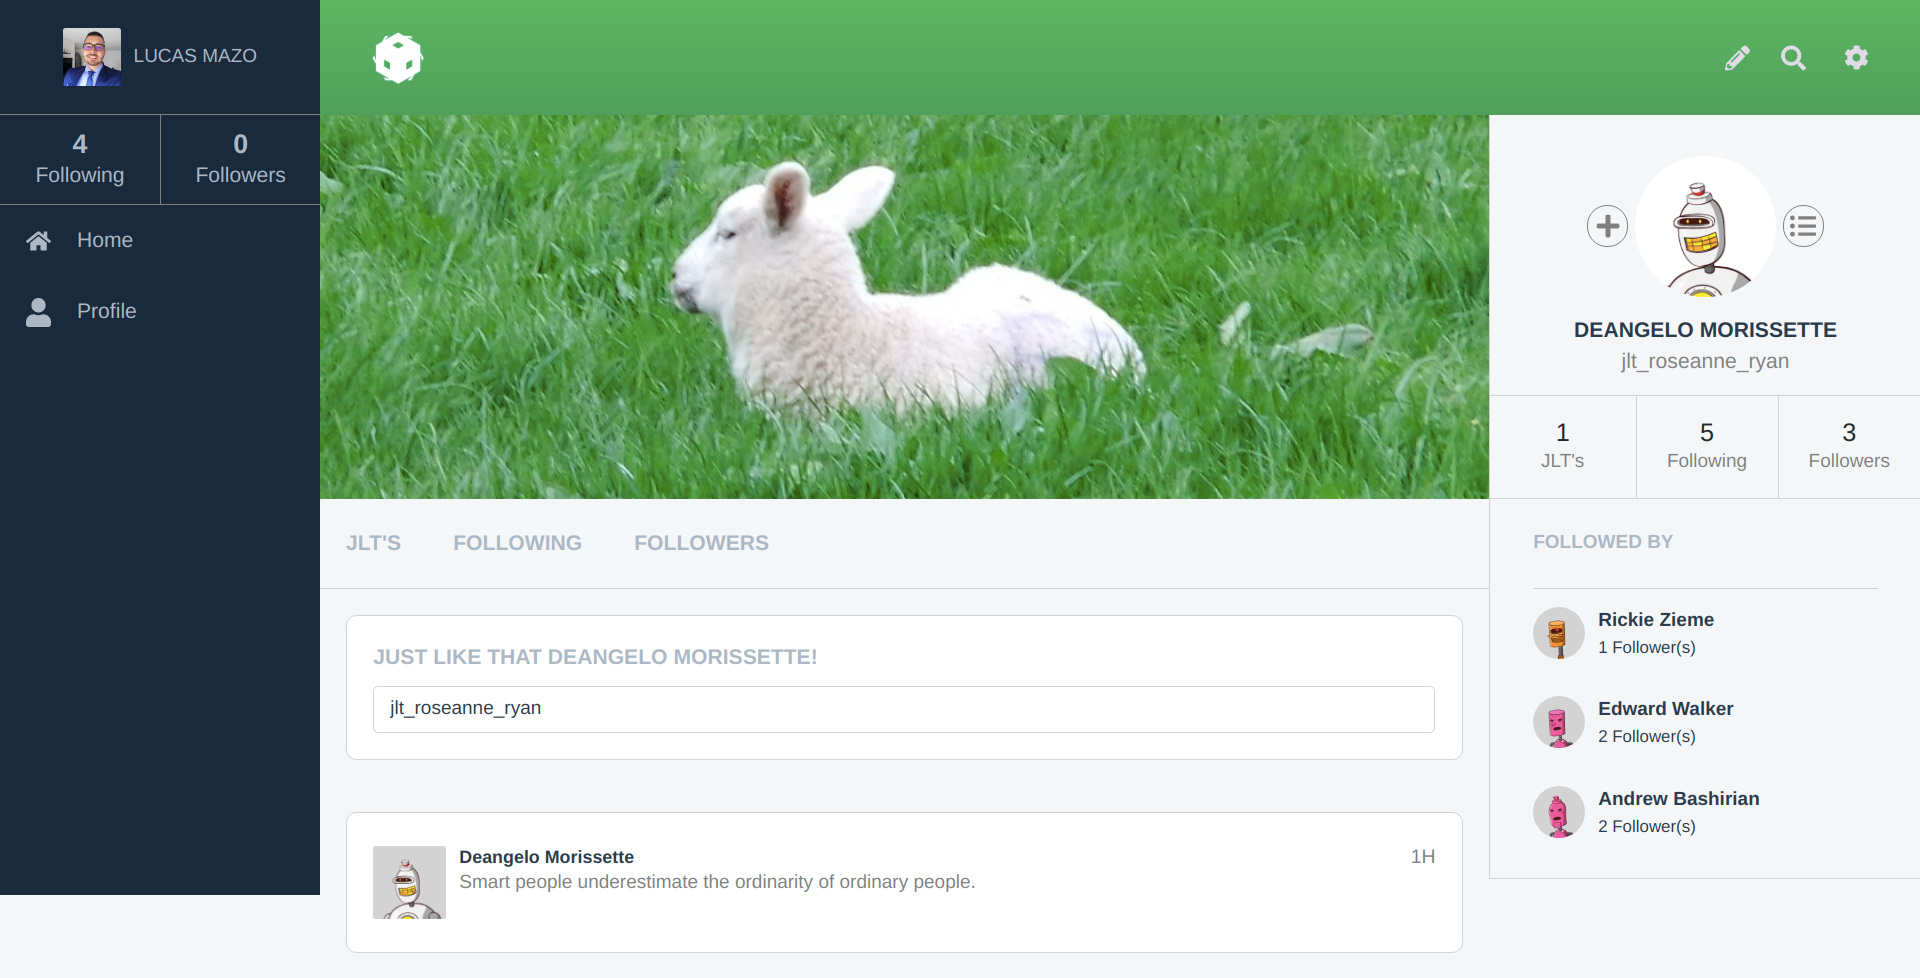 LUCAS MAZO
4
Following
0
Followers
Home
Profile
DEANGELO MORISSETTE
jlt_roseanne_ryan
1
JLT's
5
Following
3
Followers
JLT'S
FOLLOWING
FOLLOWERS
JUST LIKE THAT DEANGELO MORISSETTE!
jlt_roseanne_ryan
Deangelo Morissette
1H
Smart people underestimate the ordinarity of ordinary people.
FOLLOWED BY
Rickie Zieme
1 Follower(s)
Edward Walker
2 Follower(s)
Andrew Bashirian
2 Follower(s)